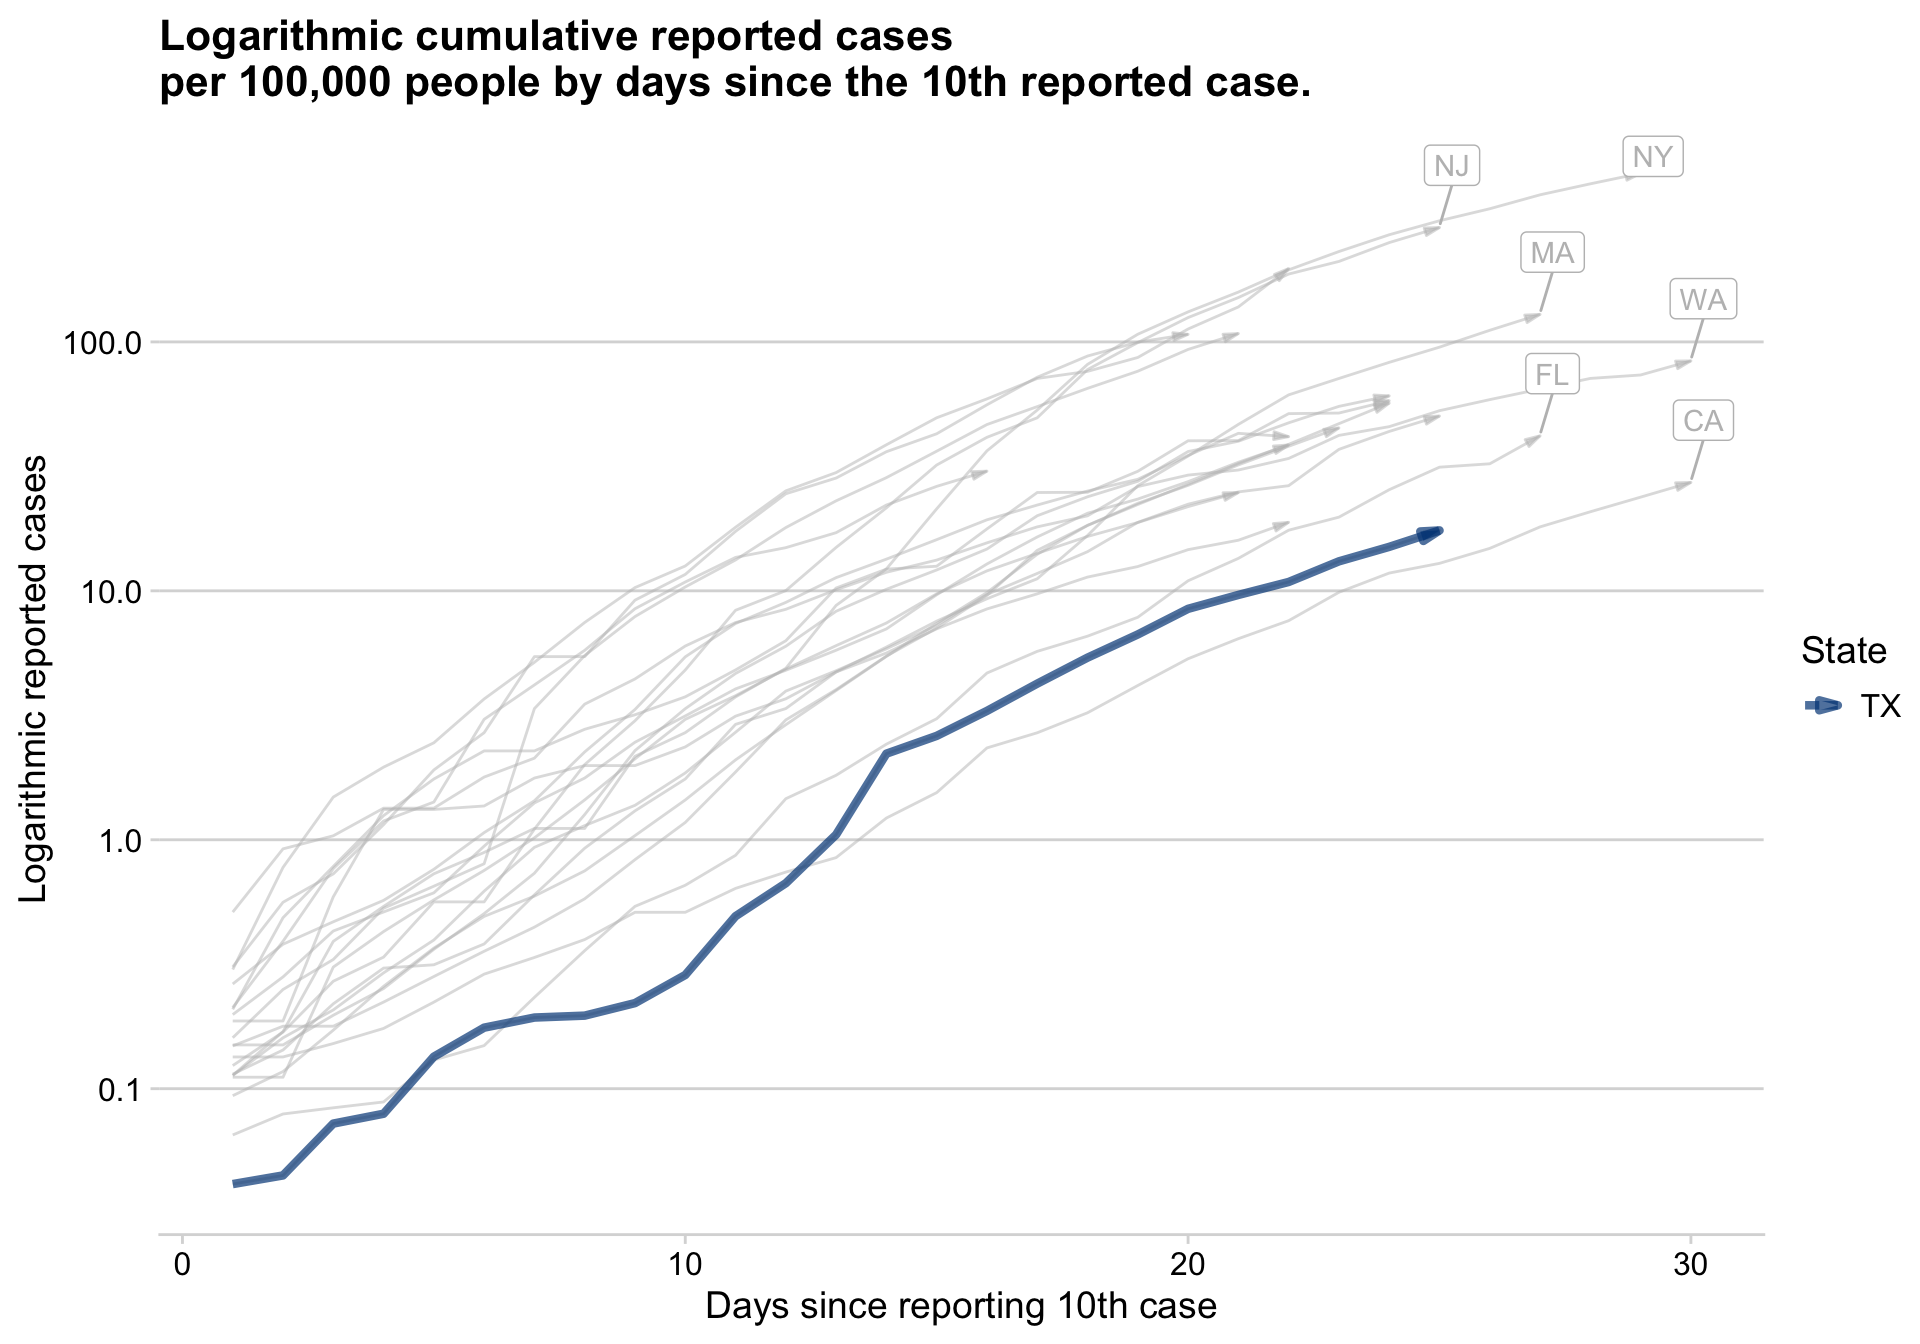 Logarithmic cumulative reported cases
per 100,000 people by days since the 10th reported case.
NJ
NY
MA
WA
FL
CA
100.0
10.0
1.0
0.1
Logarithmic reported cases
State
TX
0
10
20
30
Days since reporting 10th case